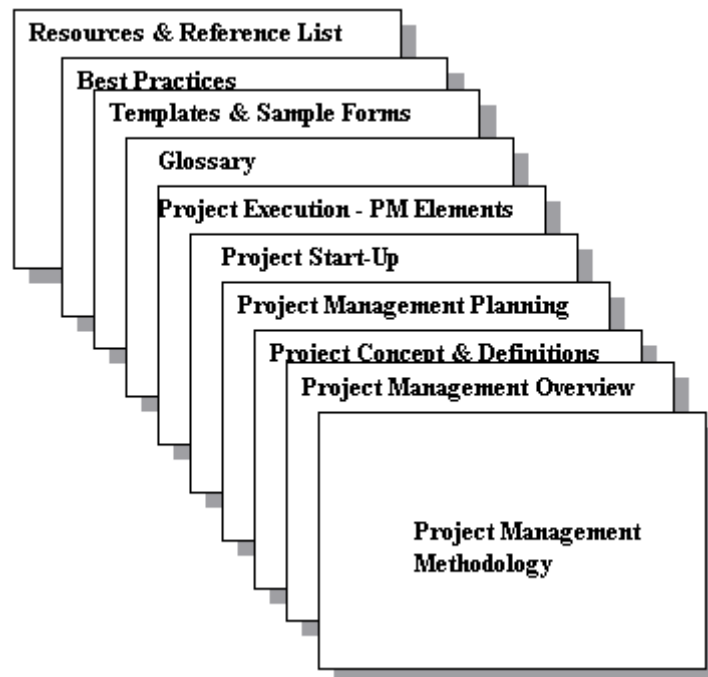 Resources & Reference List
Best Practices
Templates & Sample Forms
Glossary
Project Execution - PM Elements
Project Start-Up
Project Management Planning
Project Concept & Definitions
Project Management Overview
Project Management
Methodology